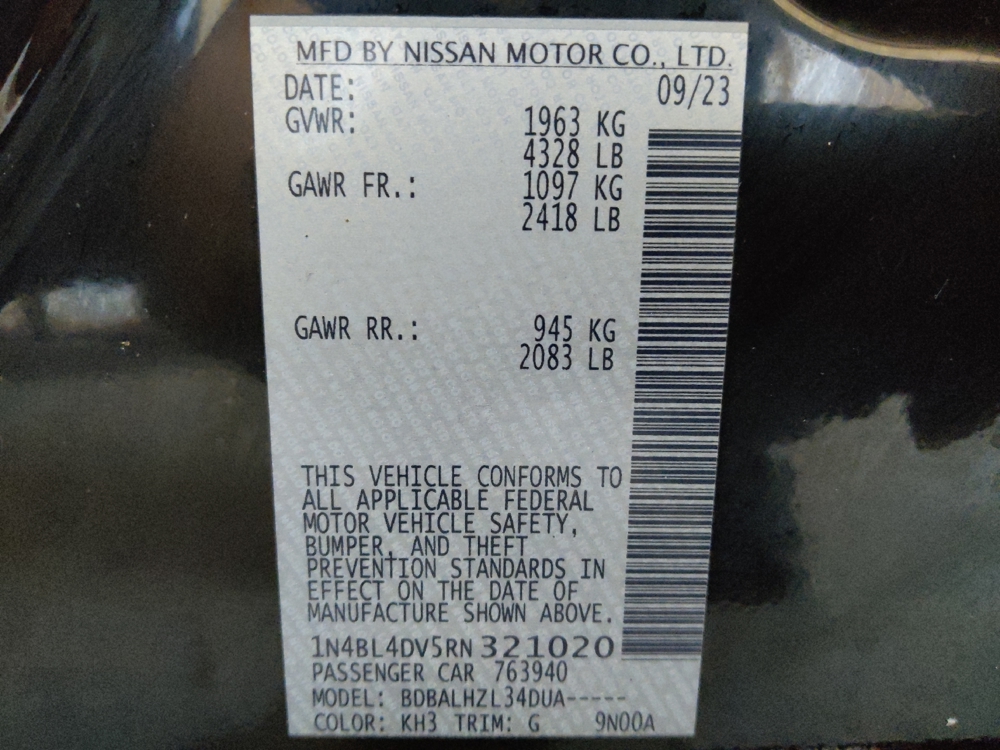 MFD BY NISSAN MOTOR CO., LTD.
DATE: 09/23
GVWR: 1963 KG
4328 LB
GAWR FR.: 1097 KG
2418 LB
GAWR RR.: 945 KG
2083 LB
THIS VEHICLE CONFORMS TO
ALL APPLICABLE FEDERAL
MOTOR VEHICLE SAFETY,
BUMPER, AND THEFT
PREVENTION STANDARDS IN
EFFECT ON THE DATE OF
MANUFACTURE SHOWN ABOVE.
1N4BL4DV5RN 321020
PASSENGER CAR 763940
MODEL: BDBALHZL34DUA-----
COLOR: KH3 TRIM: G 9N00A